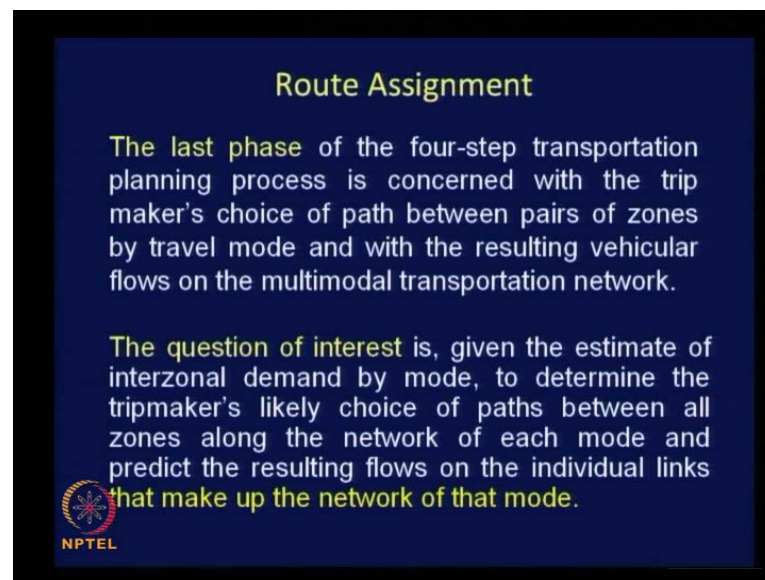 Route Assignment
The last phase of the four-step transportation
planning process is concerned with the trip
maker's choice of path between pairs of zones
by travel mode and with the resulting vehicular
flows on the multimodal transportation network.
The question of interest is, given the estimate of
interzonal demand by mode, to determine the
tripmaker's likely choice of paths between all
zones along the network of each mode and
predict the resulting flows on the individual links
that make up the network of that mode.
NPTEL